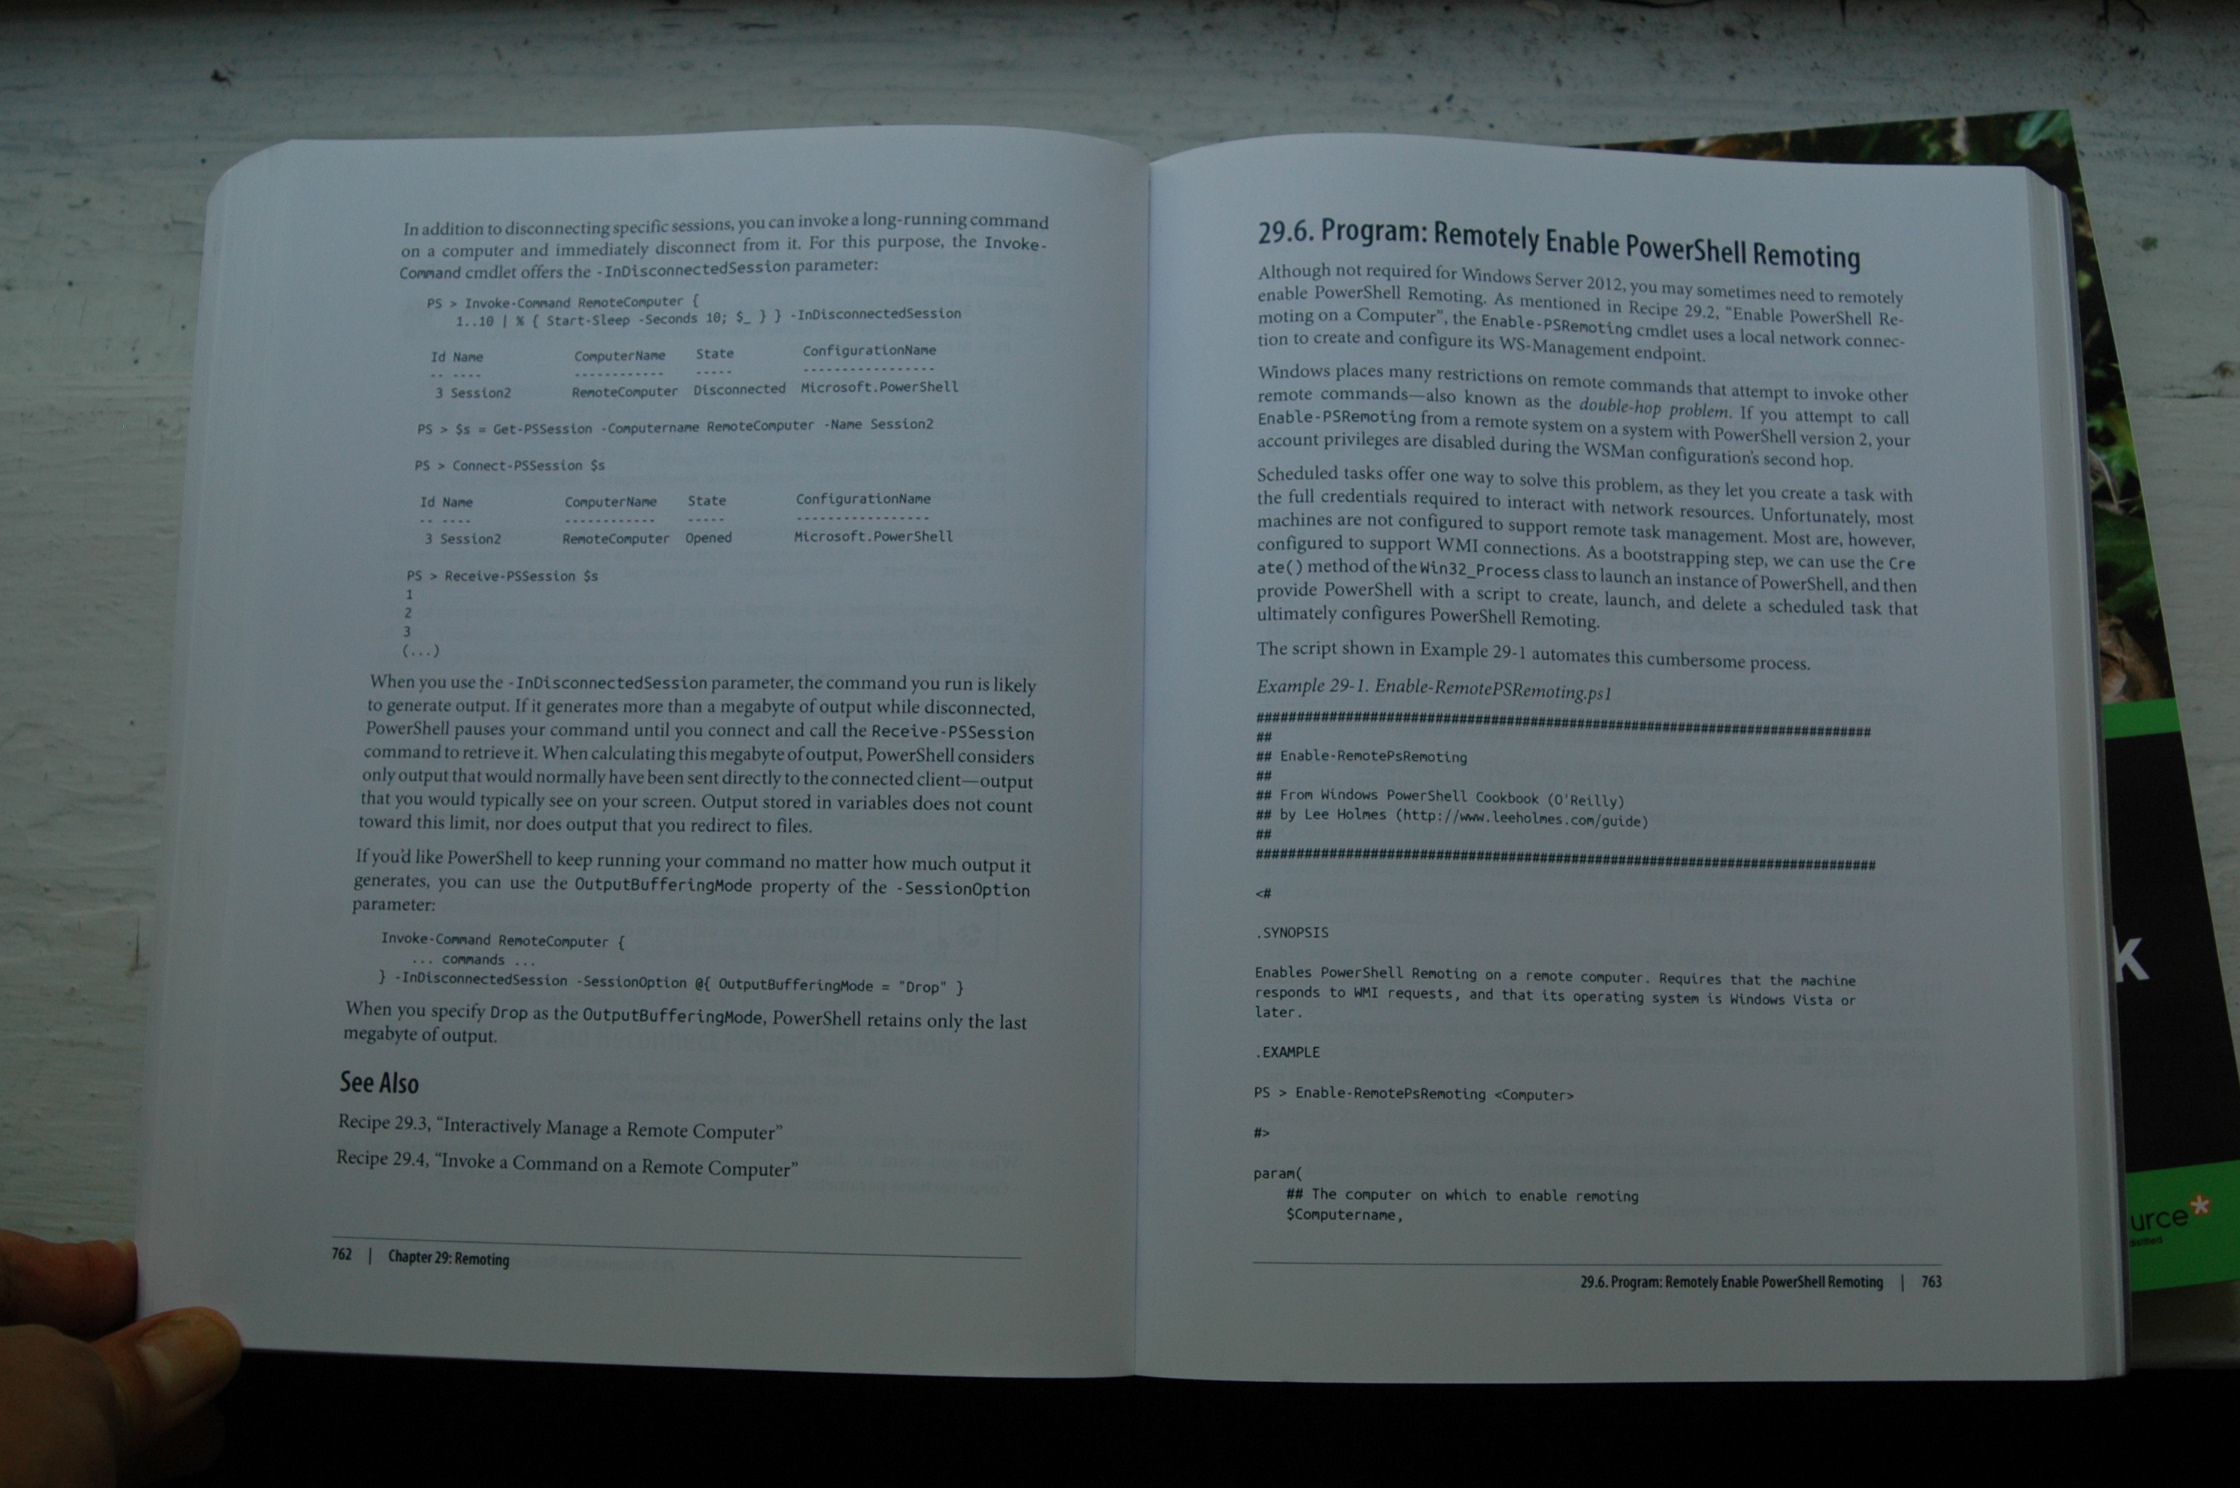 In addition to disconnecting specific sessions, you can invoke a long-running command
on a computer and immediately disconnect from it. For this purpose, the Invoke-
Command cmdlet offers the -InDisconnectedSession parameter:
PS > Invoke-Command RemoteComputer {
1..10 | % { Start-Sleep -Seconds 10; $_ } } -InDisconnectedSession
Id Name ComputerName State ConfigurationName
-- ---- ------------ ----- -----------------
3 Session2 RemoteComputer Disconnected Microsoft.PowerShell
PS > $s = Get-PSSession -Computername RemoteComputer -Name Session2
PS > Connect-PSSession $s
Id Name ComputerName State ConfigurationName
-- ---- ------------ ----- -----------------
3 Session2 RemoteComputer Opened Microsoft.PowerShell
PS > Receive-PSSession $s
1
2
3
(...)
When you use the -InDisconnectedSession parameter, the command you run is likely
to generate output. If it generates more than a megabyte of output while disconnected,
PowerShell pauses your command until you connect and call the Receive-PSSession
command to retrieve it. When calculating this megabyte of output, PowerShell considers
only output that would normally have been sent directly to the connected client—output
that you would typically see on your screen. Output stored in variables does not count
toward this limit, nor does output that you redirect to files.
If you'd like PowerShell to keep running your command no matter how much output it
generates, you can use the OutputBufferingMode property of the -SessionOption
parameter:
Invoke-Command RemoteComputer {
... commands ...
} -InDisconnectedSession -SessionOption @{ OutputBufferingMode = "Drop" }
When you specify Drop as the OutputBufferingMode, PowerShell retains only the last
megabyte of output.
See Also
Recipe 29.3, “Interactively Manage a Remote Computer”
Recipe 29.4, “Invoke a Command on a Remote Computer”
762 | Chapter 29: Remoting
29.6. Program: Remotely Enable PowerShell Remoting
Although not required for Windows Server 2012, you may sometimes need to remotely
enable PowerShell Remoting. As mentioned in Recipe 29.2, “Enable PowerShell Re-
moting on a Computer”, the Enable-PSRemoting cmdlet uses a local network connec-
tion to create and configure its WS-Management endpoint.
Windows places many restrictions on remote commands that attempt to invoke other
remote commands—also known as the double-hop problem. If you attempt to call
Enable-PSRemoting from a remote system on a system with PowerShell version 2, your
account privileges are disabled during the WSMan configuration's second hop.
Scheduled tasks offer one way to solve this problem, as they let you create a task with
the full credentials required to interact with network resources. Unfortunately, most
machines are not configured to support remote task management. Most are, however,
configured to support WMI connections. As a bootstrapping step, we can use the Cre
ate() method of the Win32_Process class to launch an instance of PowerShell, and then
provide PowerShell with a script to create, launch, and delete a scheduled task that
ultimately configures PowerShell Remoting.
The script shown in Example 29-1 automates this cumbersome process.
Example 29-1. Enable-RemotePSRemoting.ps1
##############################################################################
##
## Enable-RemotePsRemoting
##
## From Windows PowerShell Cookbook (O'Reilly)
## by Lee Holmes (http://www.leeholmes.com/guide)
##
##############################################################################
<#
.SYNOPSIS
Enables PowerShell Remoting on a remote computer. Requires that the machine
responds to WMI requests, and that its operating system is Windows Vista or
later.
.EXAMPLE
PS > Enable-RemotePsRemoting <Computer>
#>
param(
## The computer on which to enable remoting
$Computername,
29.6. Program: Remotely Enable PowerShell Remoting | 763
k
urce*